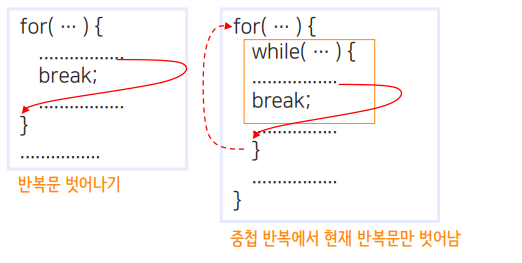 for( ... ) {
.................
break;
.................
}
................
반복문 벗어나기
for( ... ) {
while( ... ) {
.................
break;
.................
}
.................
}
중첩 반복에서 현재 반복문만 벗어남